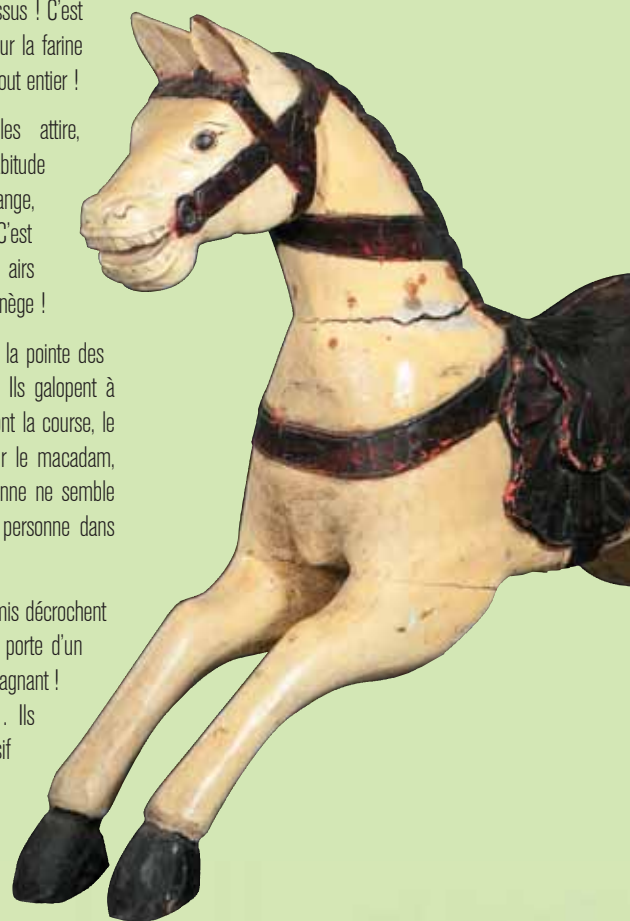 ssus ! C'est
ur la farine
out entier !
les attire,
bitude
ange,
C'est
airs
nège !
la pointe des
Ils galopent à
nt la course, le
r le macadam,
nne ne semble
personne dans
mis décrochent
porte d'un
agnant !
. Ils
sif